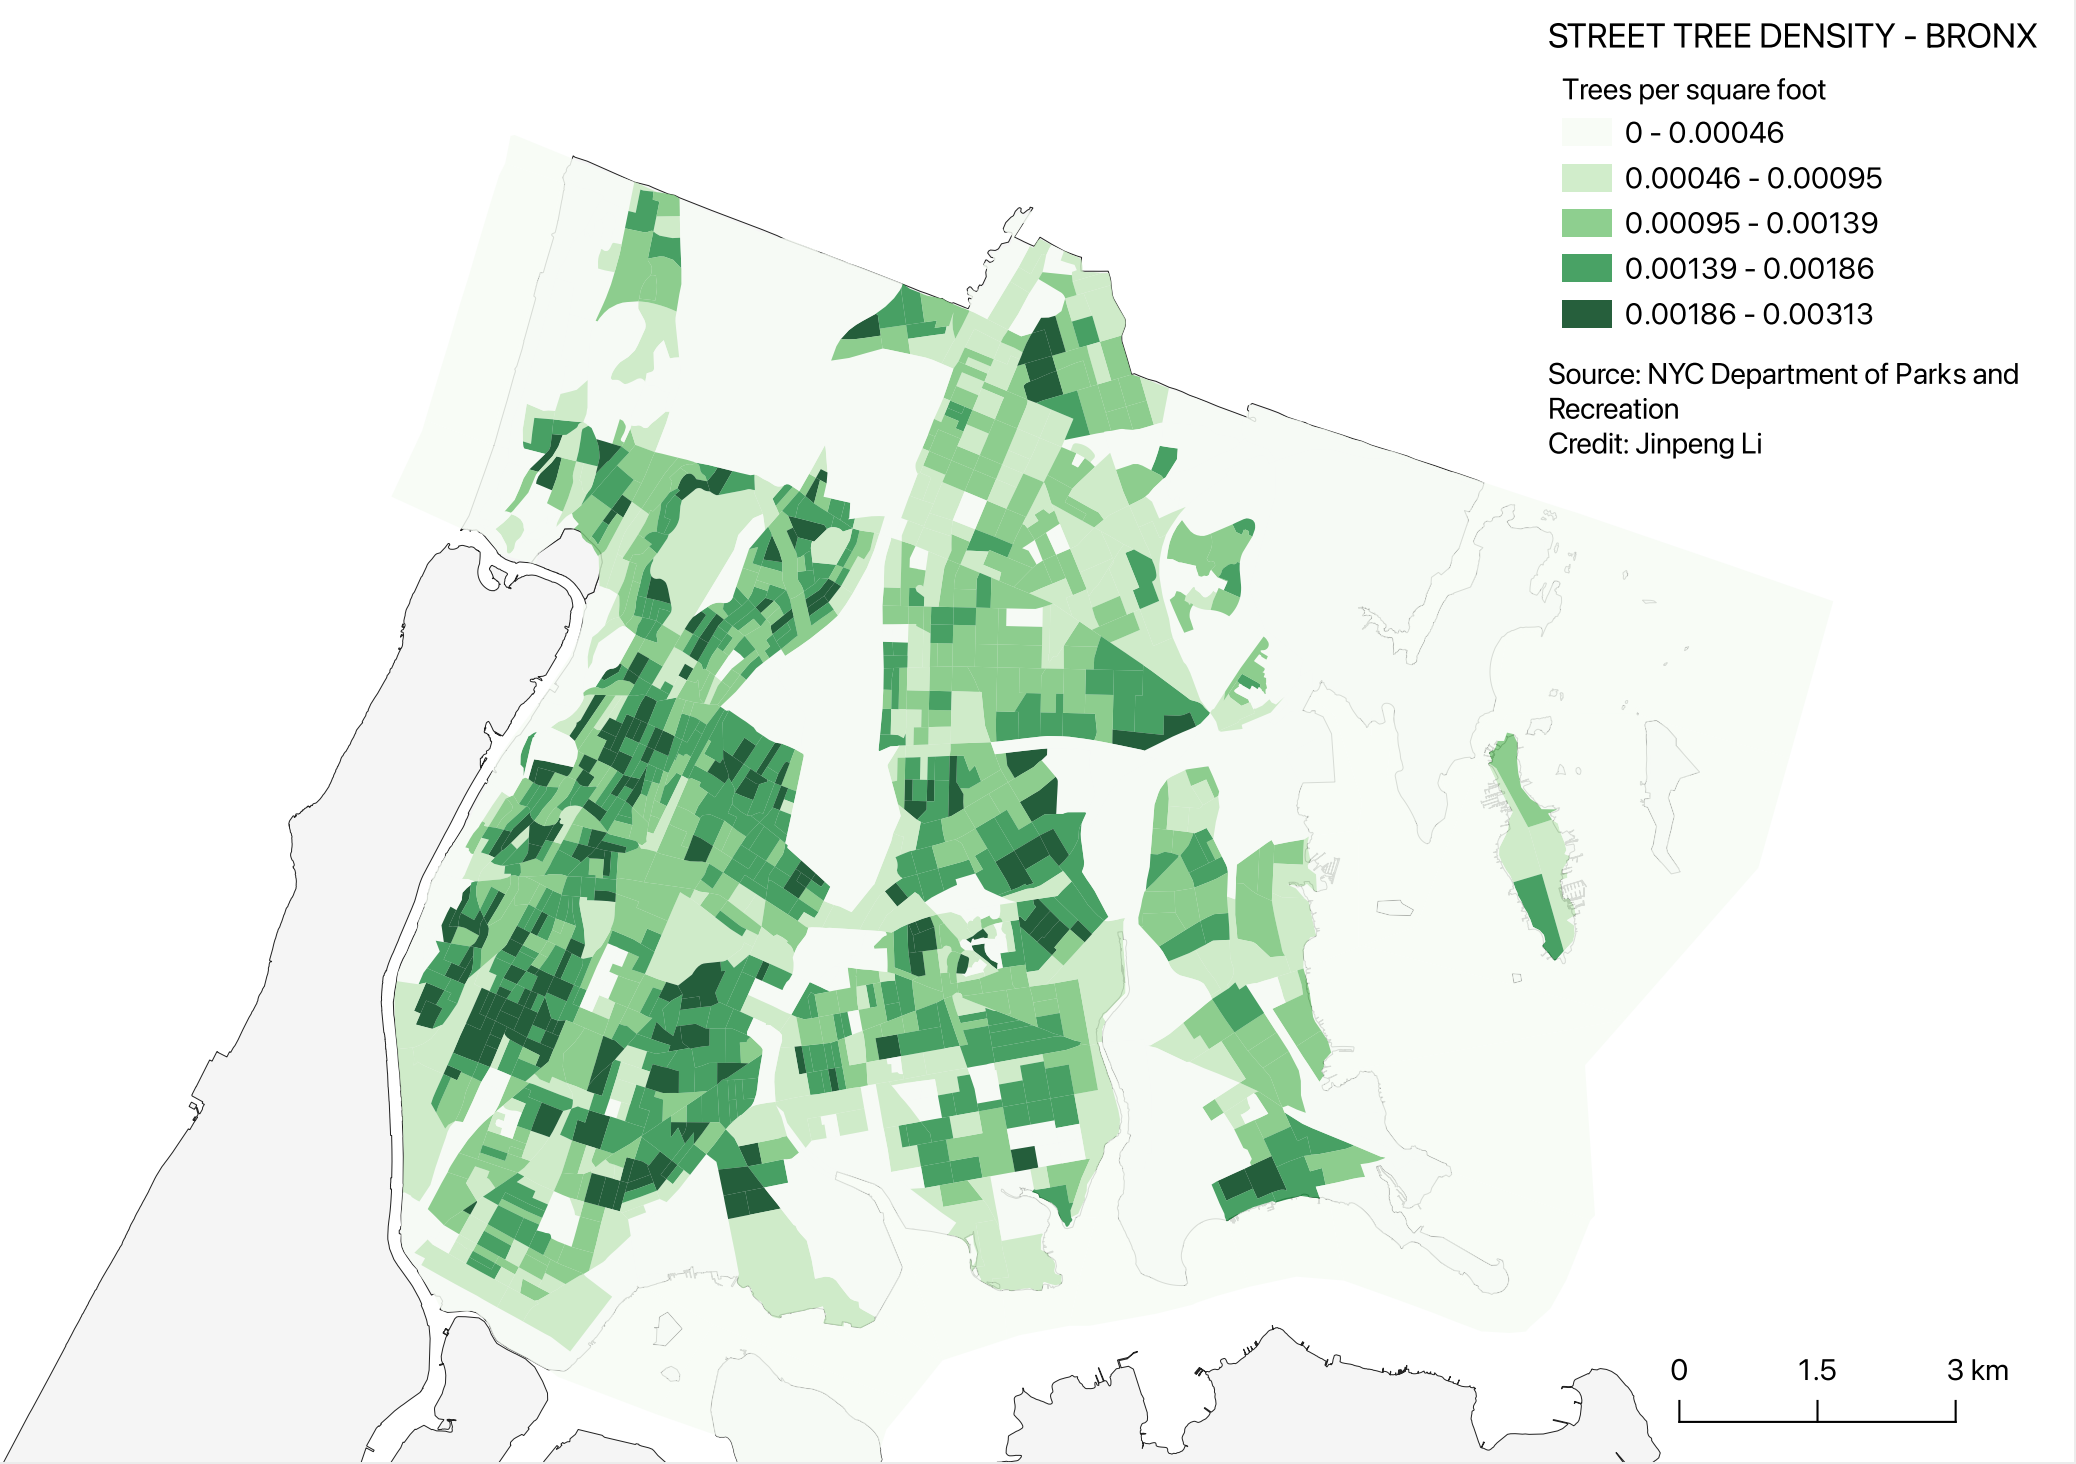 STREET TREE DENSITY - BRONX
Trees per square foot
0 - 0.00046
0.00046 - 0.00095
0.00095 - 0.00139
0.00139 - 0.00186
0.00186 - 0.00313
Source: NYC Department of Parks and
Recreation
Credit: Jinpeng Li
0 1.5 3 km